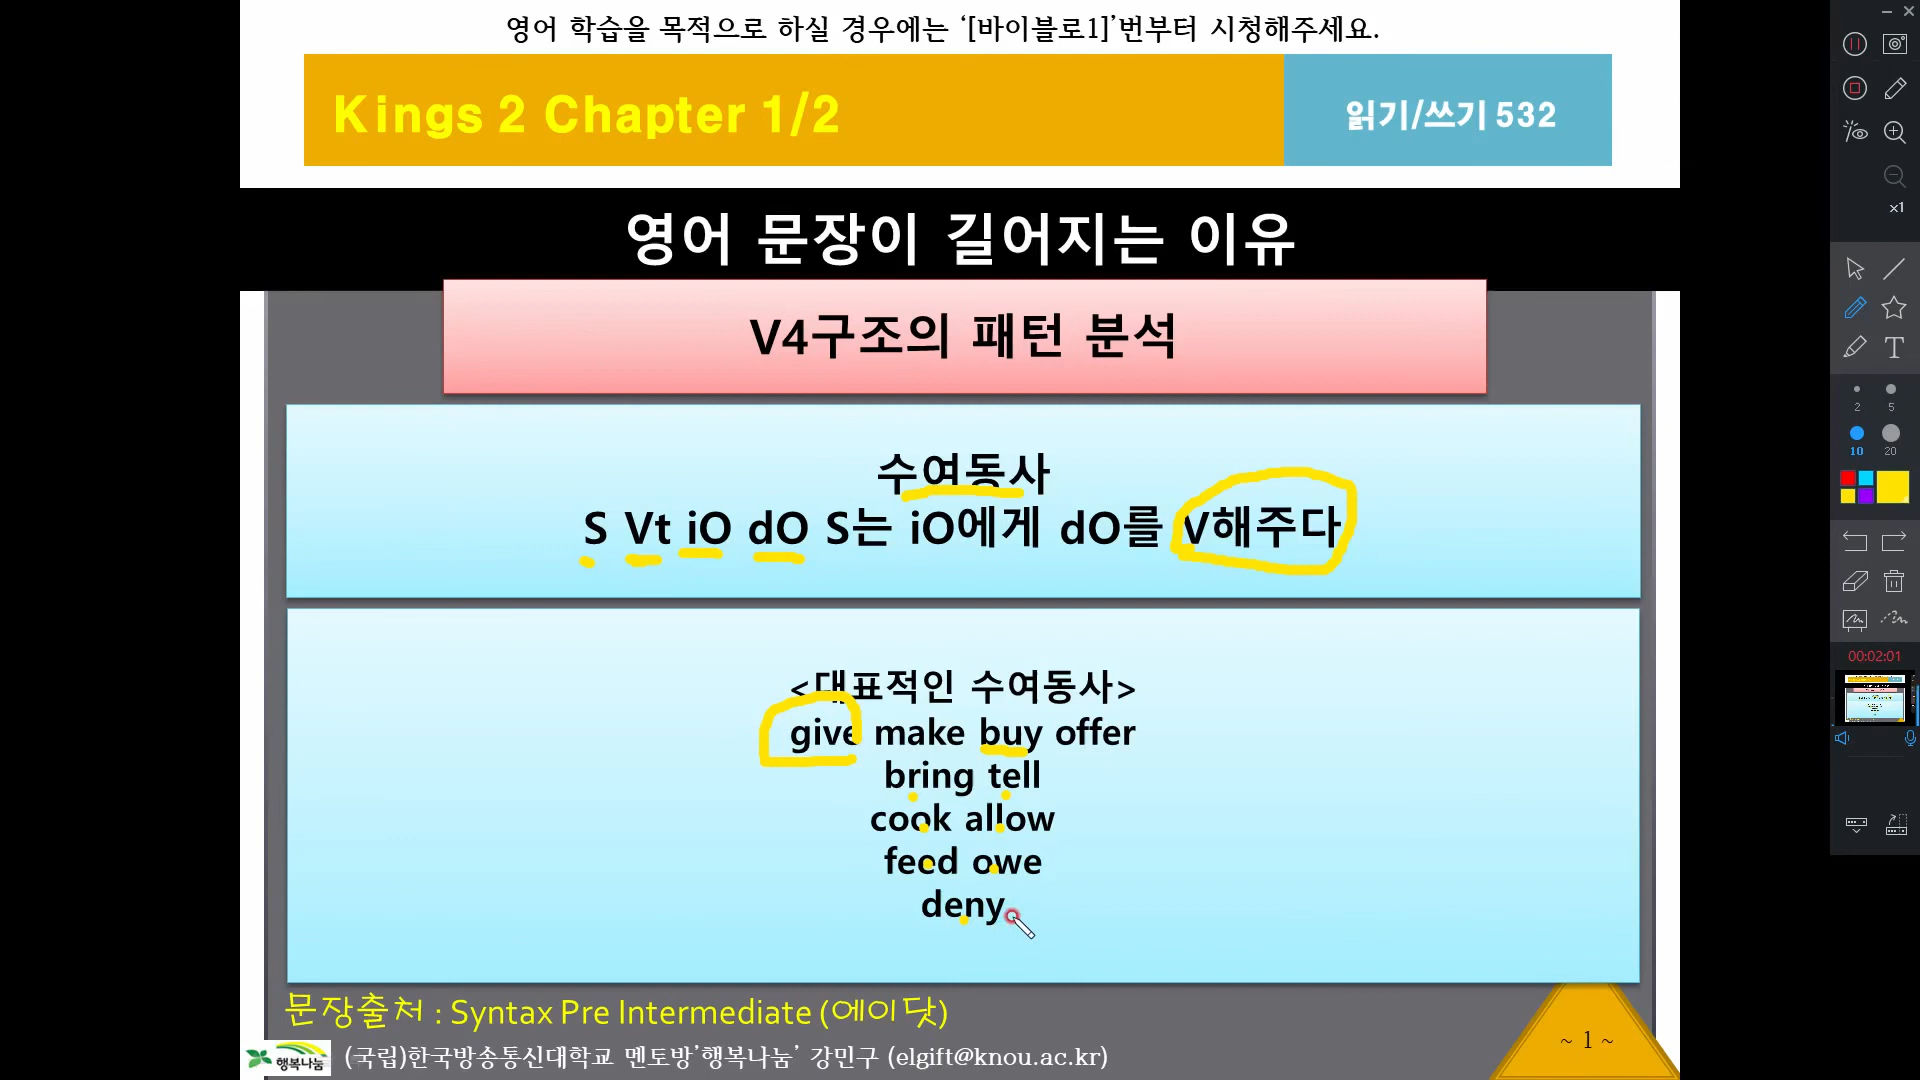 영어 학습을 목적으로 하실 경우에는 ‘[바이블로1]’번부터 시청해주세요.
Kings 2 Chapter 1/2
읽기/쓰기 532
영어 문장이 길어지는 이유
V4구조의 패턴 분석
수여동사
S Vt iO dO S는 iO에게 dO를 V해주다
<대표적인 수여동사>
give make buy offer
bring tell
cook allow
feed owe
deny
문장출처 : Syntax Pre Intermediate (에이닷)
행복나눔
(국립)한국방송통신대학교 멘토방’행복나눔’ 강민구 (elgift@knou.ac.kr)
~ 1 ~
x1
T
2 5
10 20
00:02:01